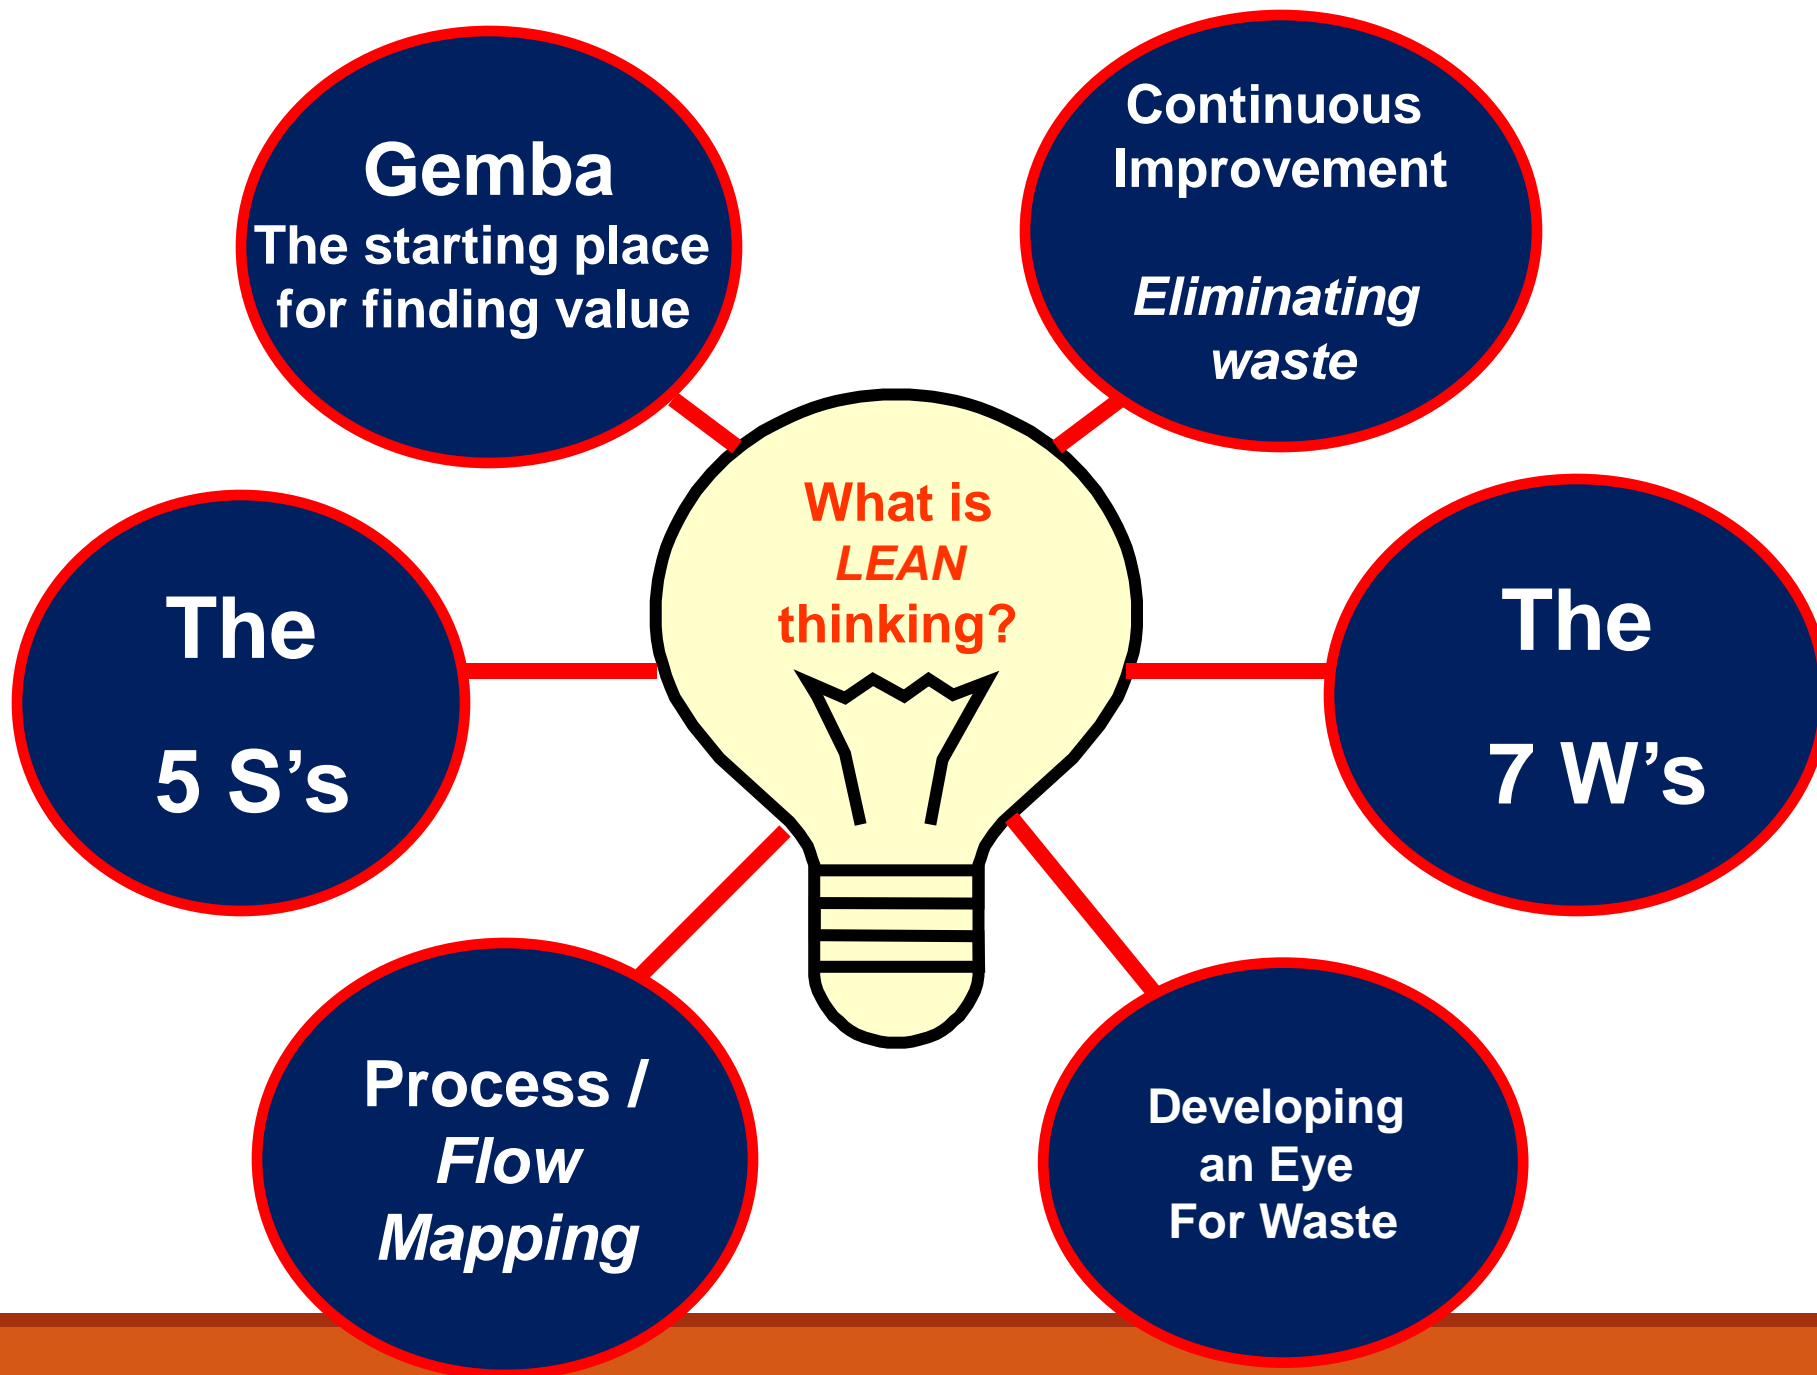 Gemba
The starting place
for finding value
Continuous
Improvement
Eliminating
waste
What is
LEAN
thinking?
The
5 S’s
The
7 W’s
Process /
Flow
Mapping
Developing
an Eye
For Waste